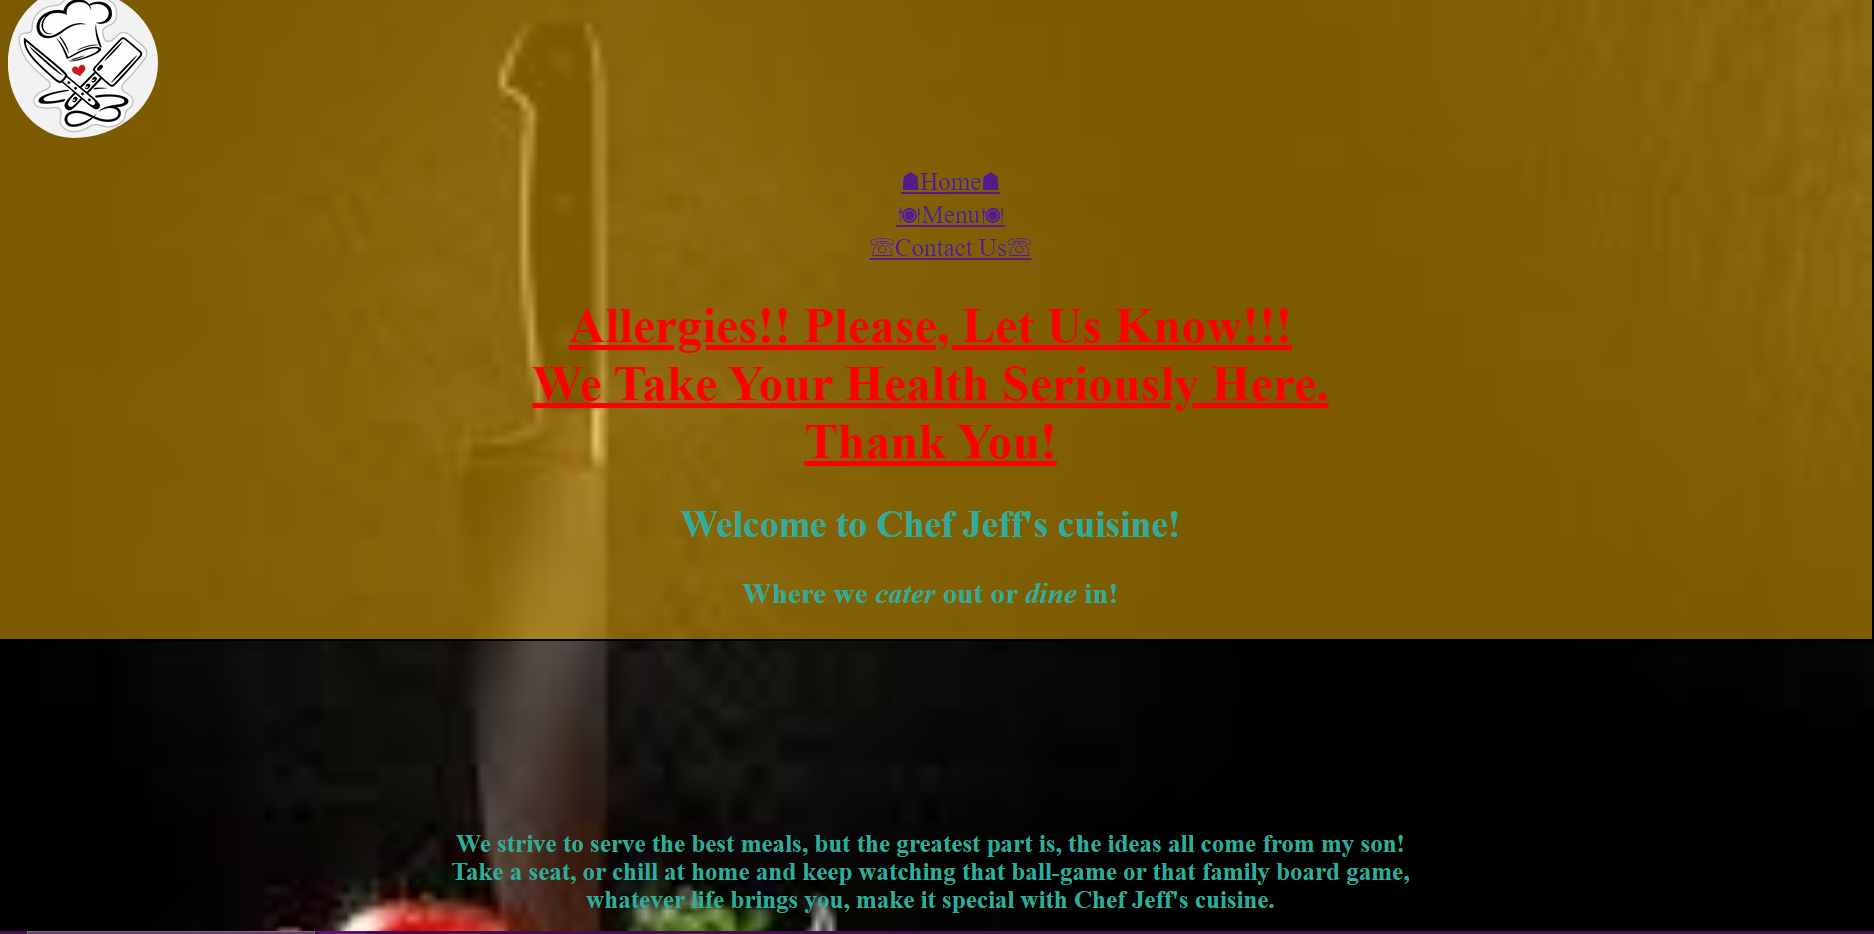 ☗Home☗
🍽Menu🍽
☏Contact Us☏
Allergies!! Please, Let Us Know!!!
We Take Your Health Seriously Here.
Thank You!
Welcome to Chef Jeff's cuisine!
Where we cater out or dine in!
We strive to serve the best meals, but the greatest part is, the ideas all come from my son!
Take a seat, or chill at home and keep watching that ball-game or that family board game,
whatever life brings you, make it special with Chef Jeff's cuisine.